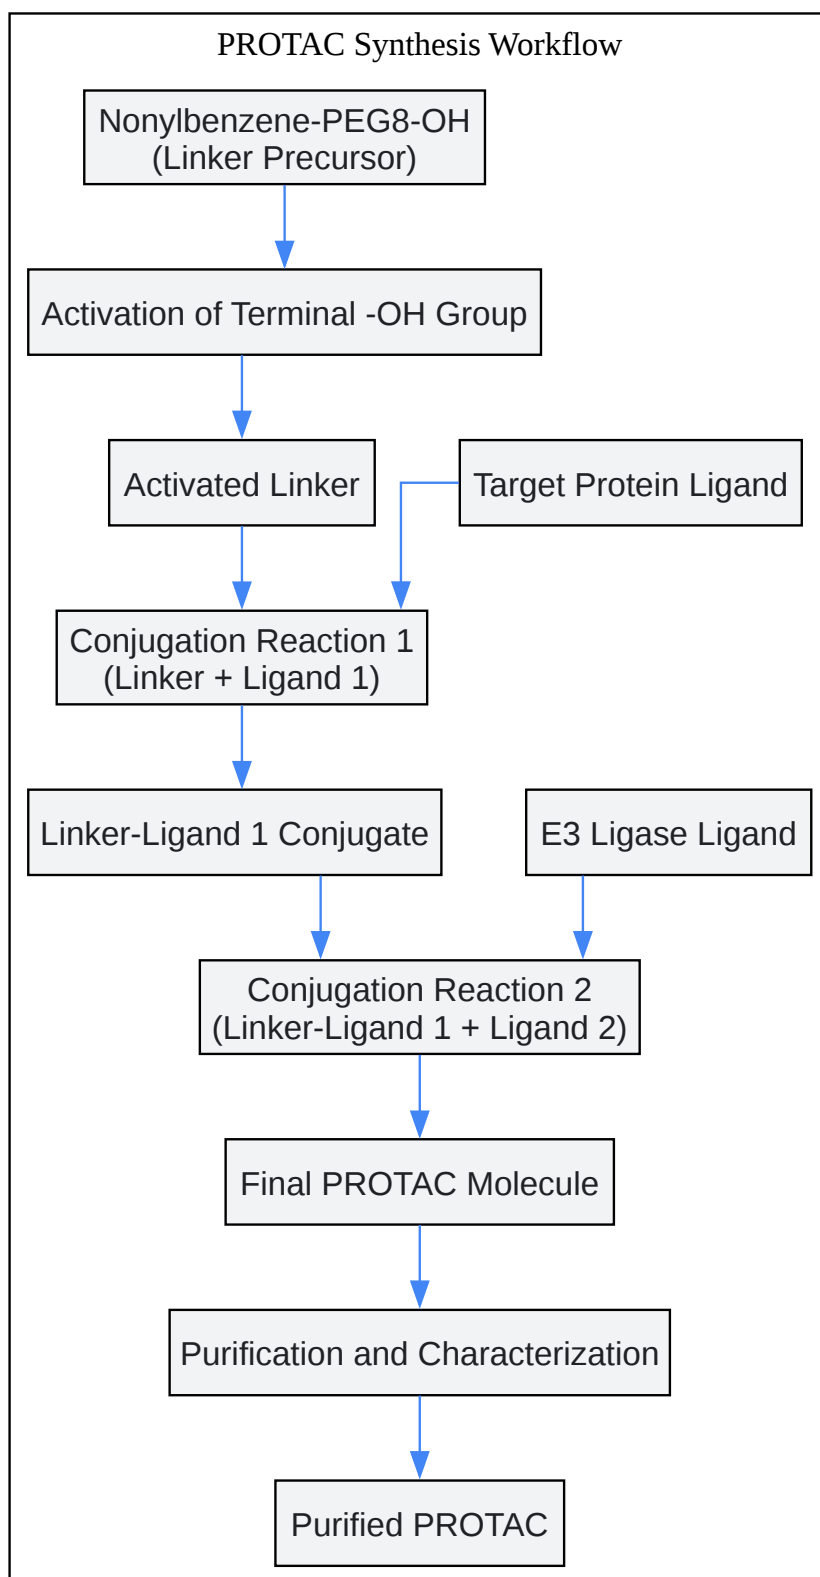 PROTAC Synthesis Workflow
Nonylbenzene-PEG8-OH
(Linker Precursor)
Activation of Terminal -OH Group
Activated Linker
Target Protein Ligand
Conjugation Reaction 1
(Linker + Ligand 1)
Linker-Ligand 1 Conjugate
E3 Ligase Ligand
Conjugation Reaction 2
(Linker-Ligand 1 + Ligand 2)
Final PROTAC Molecule
Purification and Characterization
Purified PROTAC